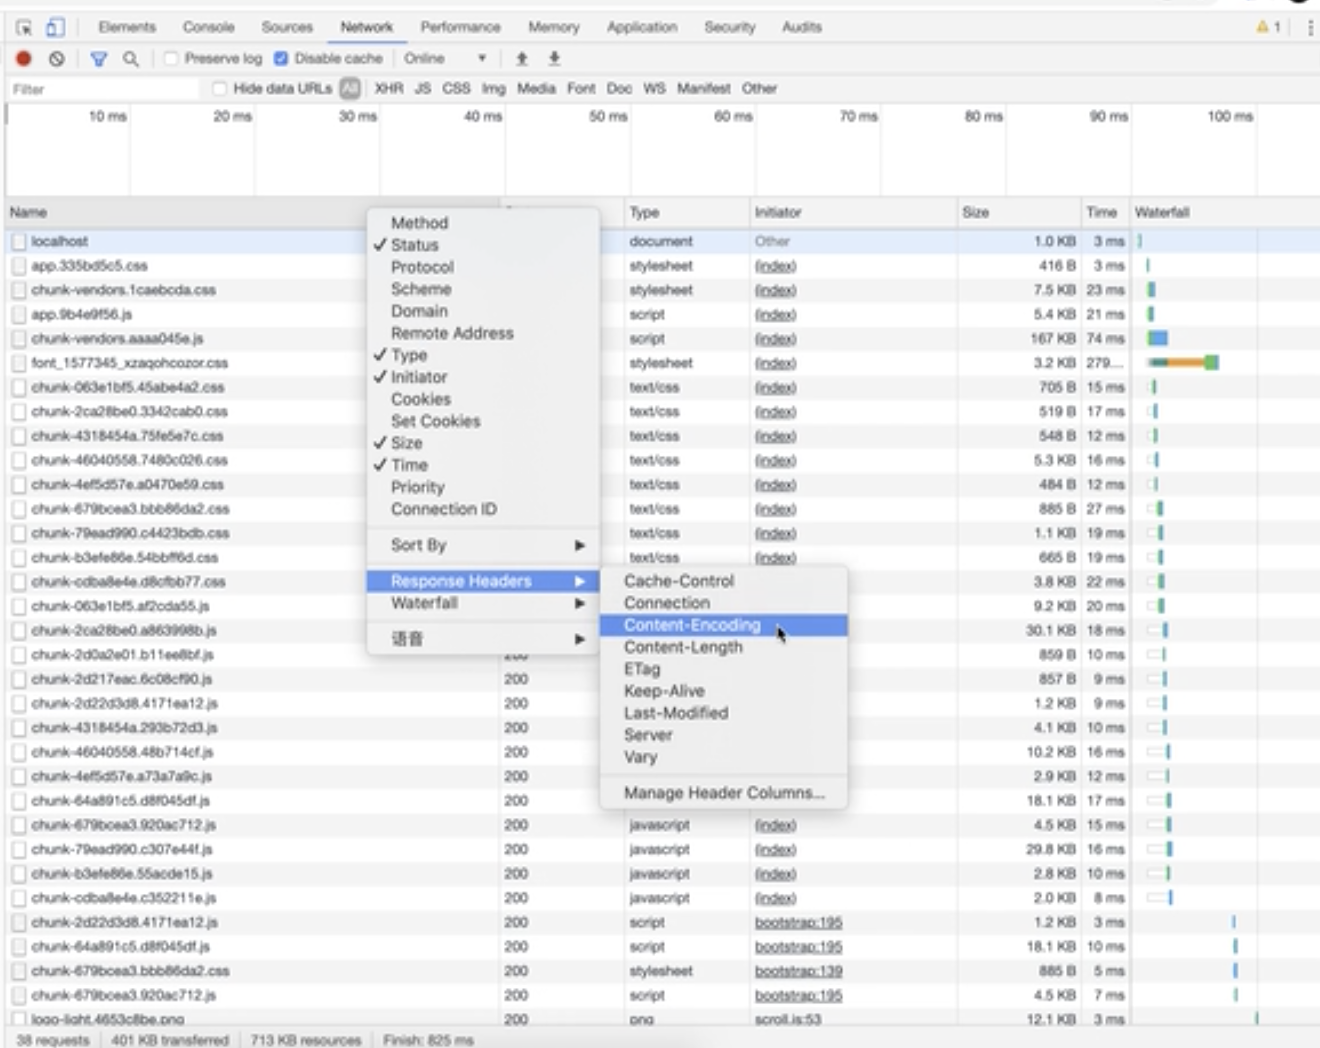 Elements Console Sources Network Performance Memory Application Security Audits 1
Preserve log Disable cache Online
Filter Hide data URLs All XHR JS CSS Img Media Font Doc WS Manifest Other
10 ms 20 ms 30 ms 40 ms 50 ms 60 ms 70 ms 80 ms 90 ms 100 ms
Name Type Initiator Size Time Waterfall
localhost document Other 1.0 KB 3 ms
app.335bd5c5.css stylesheet (index) 416 B 3 ms
chunk-vendors.1caebcda.css stylesheet (index) 7.5 KB 23 ms
app.9b4e9f56.js script (index) 5.4 KB 21 ms
chunk-vendors.aaaa045e.js script (index) 167 KB 74 ms
font_1577345_xzaqohcozor.css stylesheet (index) 3.2 KB 279...
chunk-063e1bf5.45abe4a2.css text/css (index) 705 B 15 ms
chunk-2ca28be0.3342cab0.css text/css (index) 519 B 17 ms
chunk-4318454a.75fe5e7c.css text/css (index) 548 B 12 ms
chunk-46040558.7480c026.css text/css (index) 5.3 KB 16 ms
chunk-4ef5d57e.a0470e59.css text/css (index) 484 B 12 ms
chunk-679bcea3.bbb86da2.css text/css (index) 885 B 27 ms
chunk-79ead990.c4423bdb.css text/css (index) 1.1 KB 19 ms
chunk-b3efe86e.54bbff6d.css text/css (index) 665 B 19 ms
chunk-cdba8e4e.d8cfbb77.css 3.8 KB 22 ms
chunk-063e1bf5.af2cda55.js 9.2 KB 20 ms
chunk-2ca28be0.a863998b.js 30.1 KB 18 ms
chunk-2d0a2e01.b11ee8bf.js 200 859 B 10 ms
chunk-2d217eac.6c08cf90.js 200 857 B 9 ms
chunk-2d22d3d8.4171ea12.js 200 1.2 KB 9 ms
chunk-4318454a.293b72d3.js 200 4.1 KB 10 ms
chunk-46040558.48b714cf.js 200 10.2 KB 16 ms
chunk-4ef5d57e.a73a7a9c.js 200 2.9 KB 12 ms
chunk-64a891c5.d8f045df.js 200 18.1 KB 17 ms
chunk-679bcea3.920ac712.js 200 javascript (index) 4.5 KB 15 ms
chunk-79ead990.c307e44f.js 200 javascript (index) 29.8 KB 16 ms
chunk-b3efe86e.55acde15.js 200 javascript (index) 2.8 KB 10 ms
chunk-cdba8e4e.c352211e.js 200 javascript (index) 2.0 KB 8 ms
chunk-2d22d3d8.4171ea12.js 200 script bootstrap:195 1.2 KB 3 ms
chunk-64a891c5.d8f045df.js 200 script bootstrap:195 18.1 KB 10 ms
chunk-679bcea3.bbb86da2.css 200 stylesheet bootstrap:139 885 B 5 ms
chunk-679bcea3.920ac712.js 200 script bootstrap:195 4.5 KB 7 ms
logo-light.4653c8be.png 200 png scroll.js:53 12.1 KB 3 ms
38 requests 401 KB transferred 713 KB resources Finish: 825 ms
Method
✓ Status
Protocol
Scheme
Domain
Remote Address
✓ Type
✓ Initiator
Cookies
Set Cookies
✓ Size
✓ Time
Priority
Connection ID
Sort By
Response Headers
Waterfall
语音
Cache-Control
Connection
Content-Encoding
Content-Length
ETag
Keep-Alive
Last-Modified
Server
Vary
Manage Header Columns...